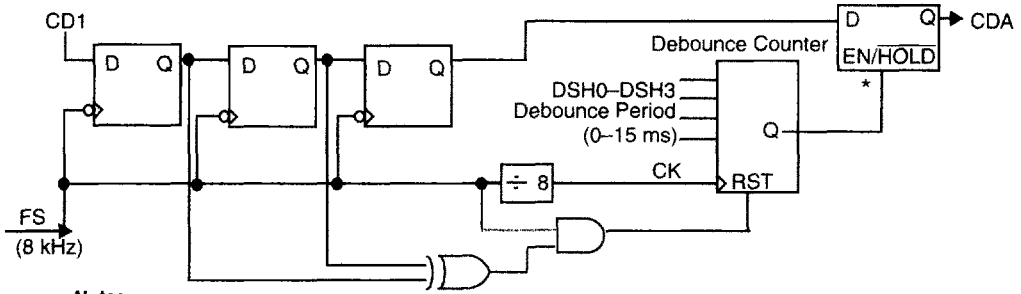 CD1
D Q
D Q
D Q
Debounce Counter
D Q
EN/HOLD
CDA
*
DSH0–DSH3
Debounce Period
(0–15 ms)
Q
CK
RST
÷ 8
FS
(8 kHz)